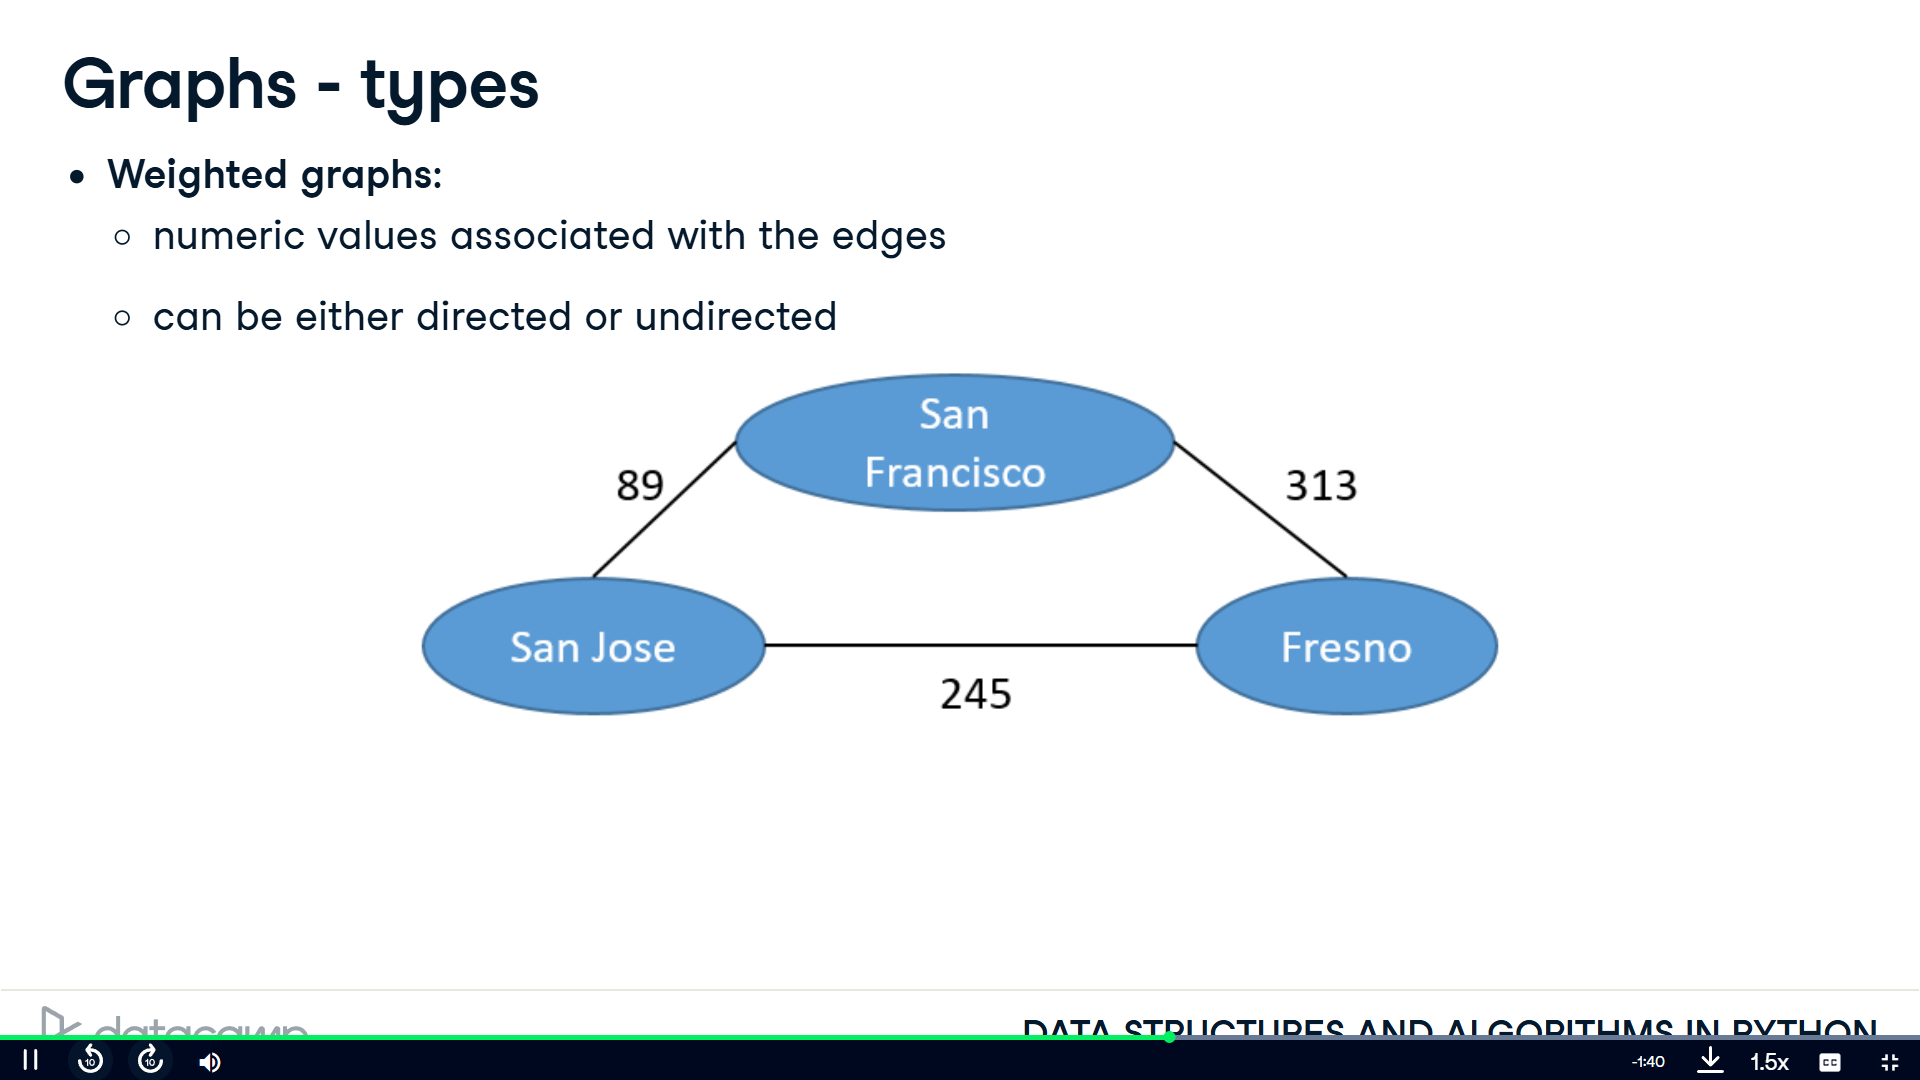 Graphs - types
• Weighted graphs:
○ numeric values associated with the edges
○ can be either directed or undirected
San
Francisco
89
313
San Jose
Fresno
245
datacamp
DATA STRUCTURES AND ALGORITHMS IN PYTHON
10
10
-1:40
1.5x
CC